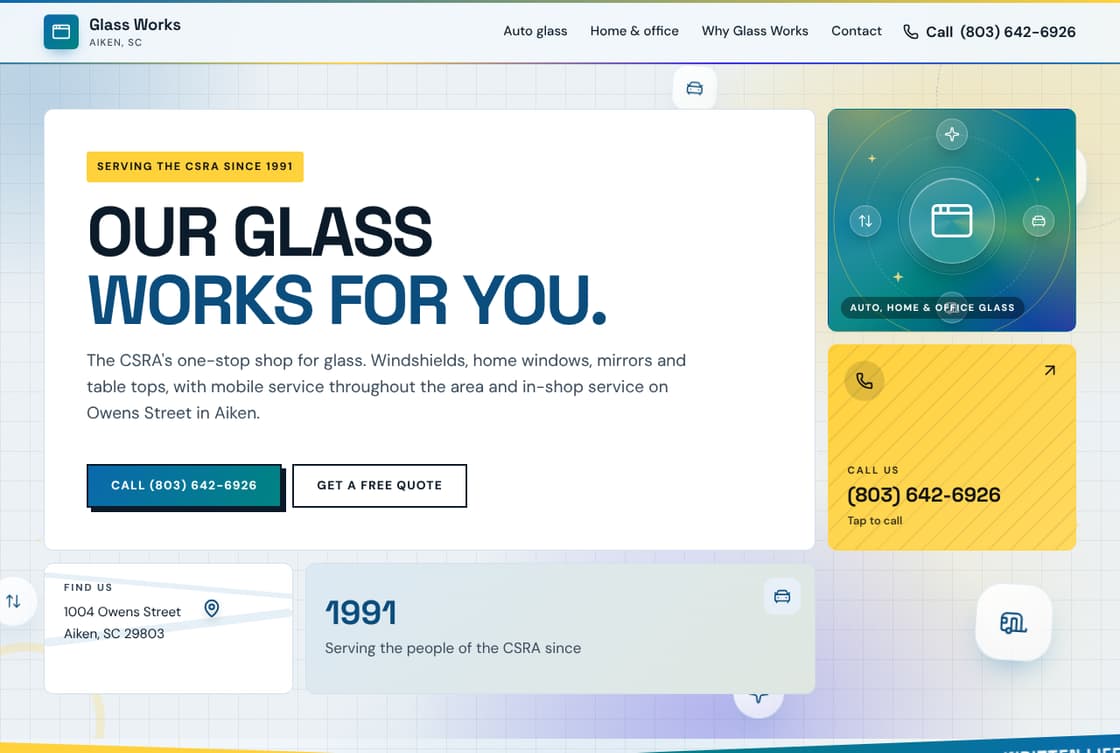 Glass Works
AIKEN, SC
Auto glass
Home & office
Why Glass Works
Contact
Call (803) 642-6926
SERVING THE CSRA SINCE 1991
OUR GLASS
WORKS FOR YOU.
The CSRA's one-stop shop for glass. Windshields, home windows, mirrors and
table tops, with mobile service throughout the area and in-shop service on
Owens Street in Aiken.
CALL (803) 642-6926
GET A FREE QUOTE
AUTO, HOME & OFFICE GLASS
CALL US
(803) 642-6926
Tap to call
FIND US
1004 Owens Street
Aiken, SC 29803
1991
Serving the people of the CSRA since